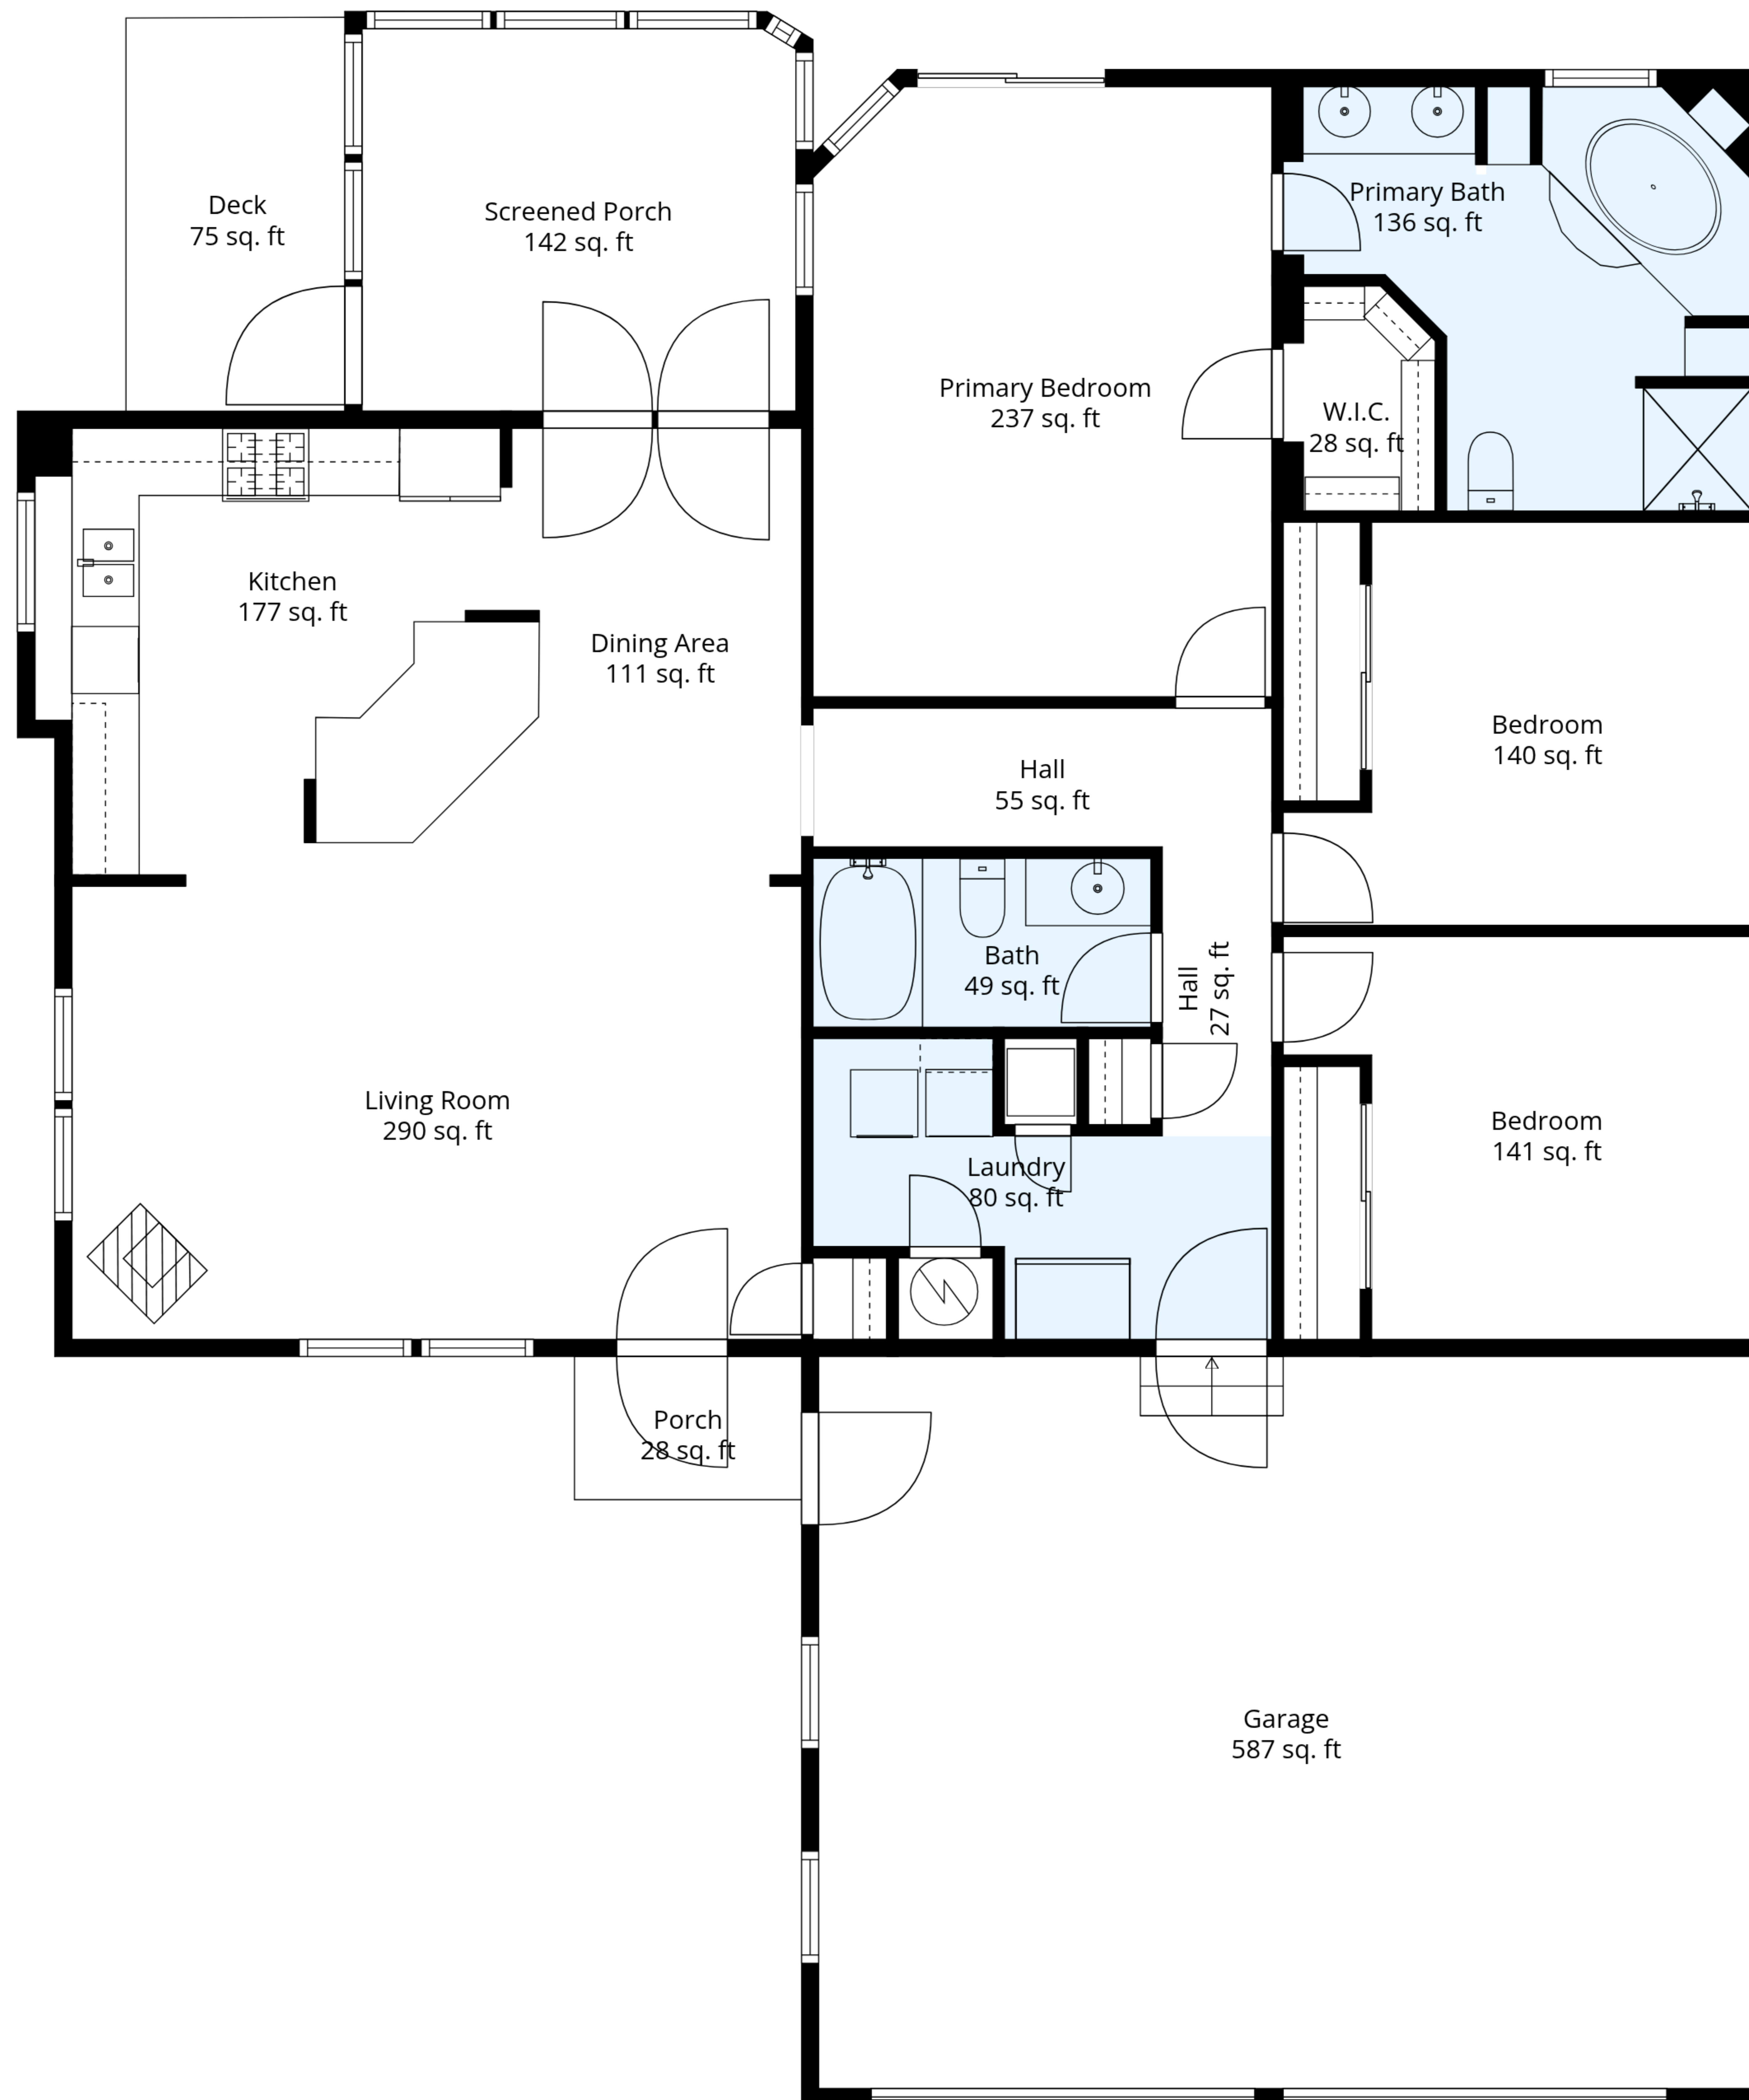 Deck
75 sq. ft
Screened Porch
142 sq. ft
Primary Bath
136 sq. ft
Primary Bedroom
237 sq. ft
W.I.C.
28 sq. ft
Kitchen
177 sq. ft
Dining Area
111 sq. ft
Bedroom
140 sq. ft
Hall
55 sq. ft
Bath
49 sq. ft
Hall
27 sq. ft
Living Room
290 sq. ft
Bedroom
141 sq. ft
Laundry
80 sq. ft
Porch
28 sq. ft
Garage
587 sq. ft